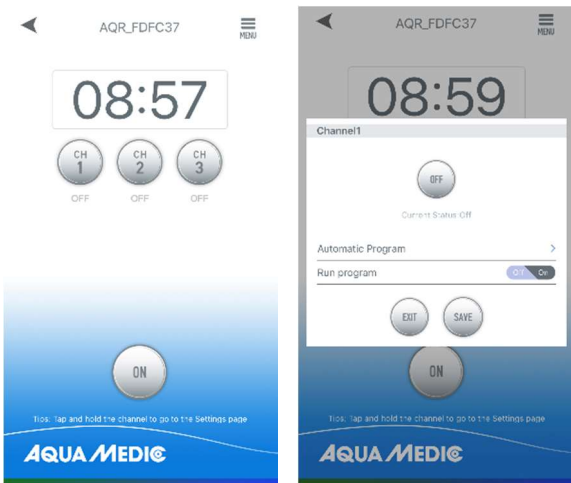 AQR_FDFC37
MENU
08:57
CH
1
CH
2
CH
3
OFF
OFF
OFF
ON
Tips: Tap and hold the channel to go to the Settings page
AQUA MEDIC
AQR_FDFC37
MENU
08:59
Channel1
OFF
Current Status:Off
Automatic Program
Run program
Off
On
EXIT
SAVE
ON
Tips: Tap and hold the channel to go to the Settings page
AQUA MEDIC